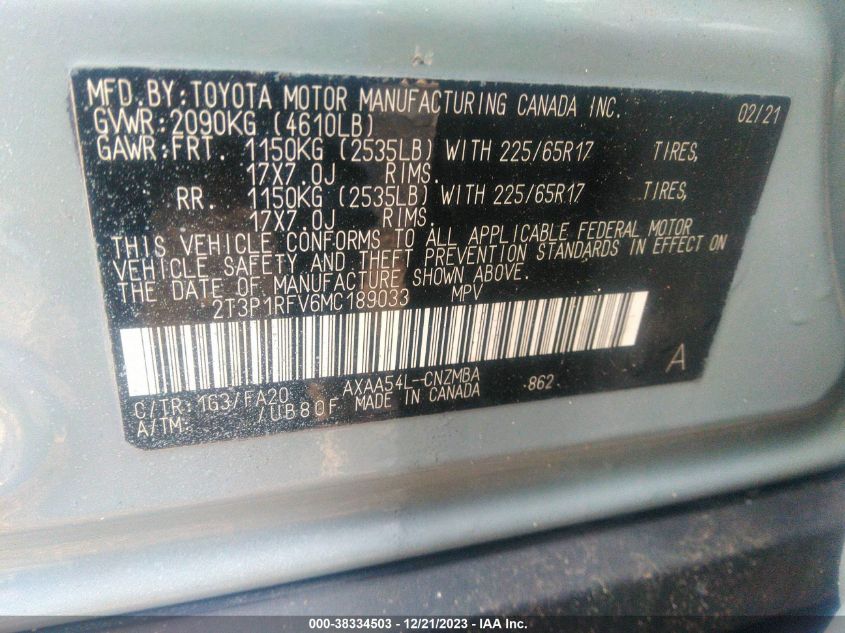 MFD.BY:TOYOTA MOTOR MANUFACTURING CANADA INC. 02/21
GVWR:2090KG (4610LB)
GAWR:FRT. 1150KG (2535LB) WITH 225/65R17 TIRES,
17X7.0J RIMS.
RR. 1150KG (2535LB) WITH 225/65R17 TIRES,
17X7.0J RIMS.
THIS VEHICLE CONFORMS TO ALL APPLICABLE FEDERAL MOTOR
VEHICLE SAFETY AND THEFT PREVENTION STANDARDS IN EFFECT ON
THE DATE OF MANUFACTURE SHOWN ABOVE.
2T3P1RFV6MC189033 MPV
A
C/TR:1G3/FA20 AXAA54L-CNZMBA 862
A/TM: /UB80F MADE IN CANADA
000-38334503 - 12/21/2023 - IAA Inc.